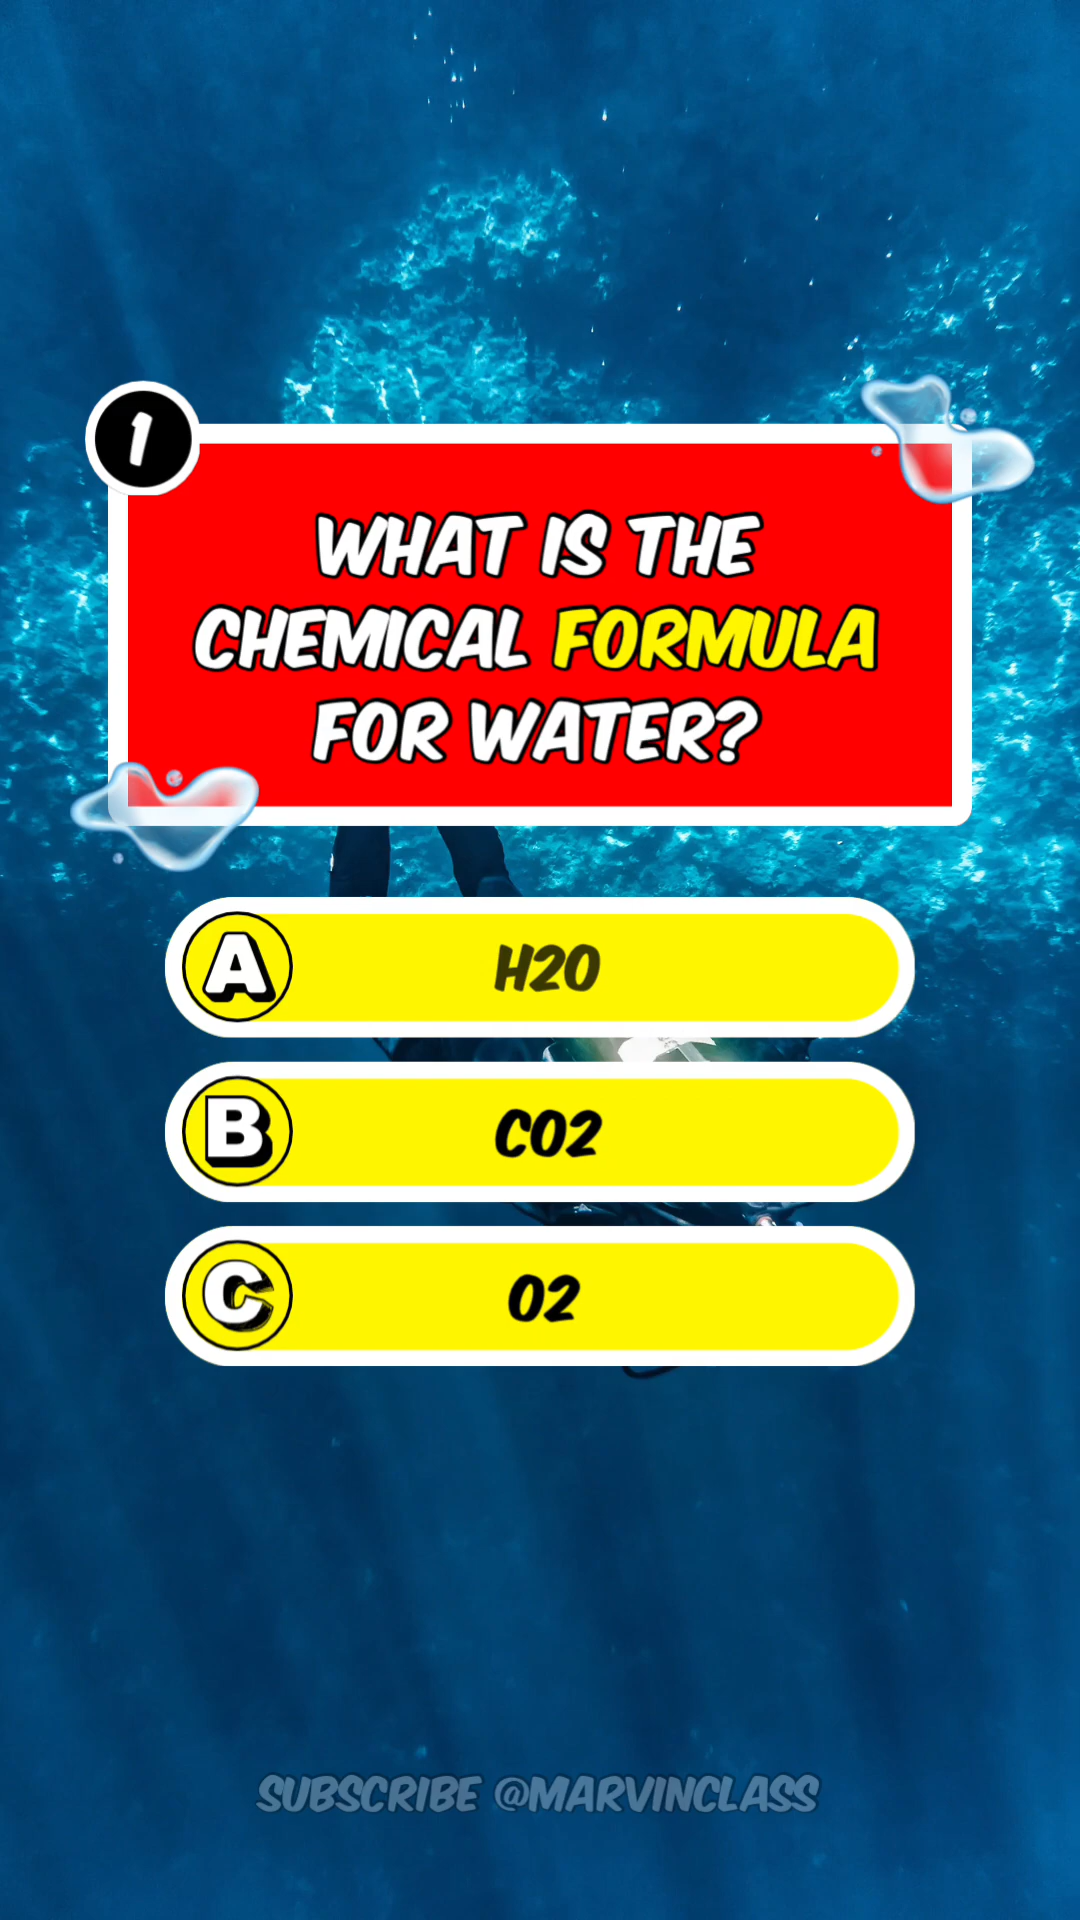 1
WHAT IS THE
CHEMICAL FORMULA
FOR WATER?
A H2O
B CO2
C O2
SUBSCRIBE @MARVINCLASS